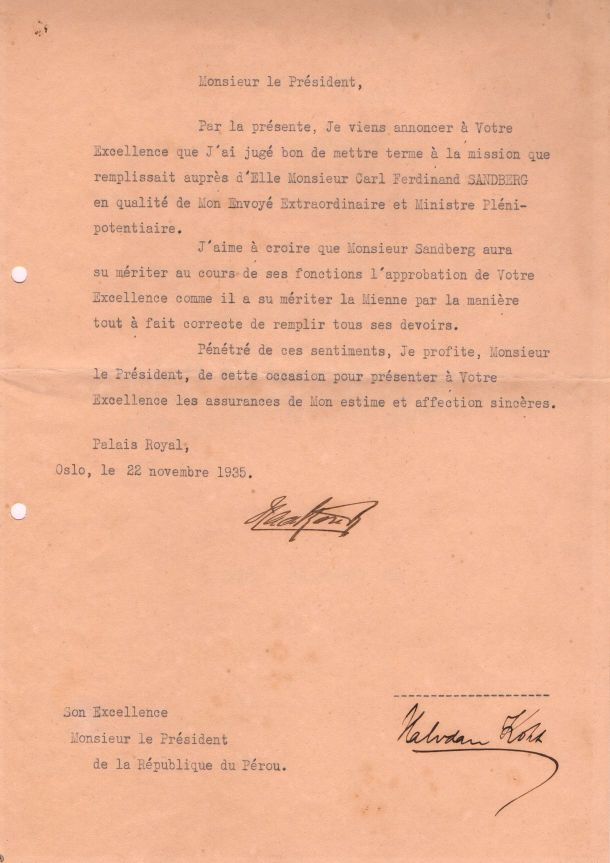 Monsieur le Président,
Par la présente, Je viens annoncer à Votre
Excellence que J'ai jugé bon de mettre terme à la mission que
remplissait auprès d'Elle Monsieur Carl Ferdinand SANDBERG
en qualité de Mon Envoyé Extraordinaire et Ministre Pléni-
potentiaire.
J'aime à croire que Monsieur Sandberg aura
su mériter au cours de ses fonctions l'approbation de Votre
Excellence comme il a su mériter la Mienne par la manière
tout à fait correcte de remplir tous ses devoirs.
Pénétré de ces sentiments, Je profite, Monsieur
le Président, de cette occasion pour présenter à Votre
Excellence les assurances de Mon estime et affection sincères.
Palais Royal,
Oslo, le 22 novembre 1935.
Haakon R
Son Excellence
Monsieur le Président
de la République du Pérou.
Halvdan Koht